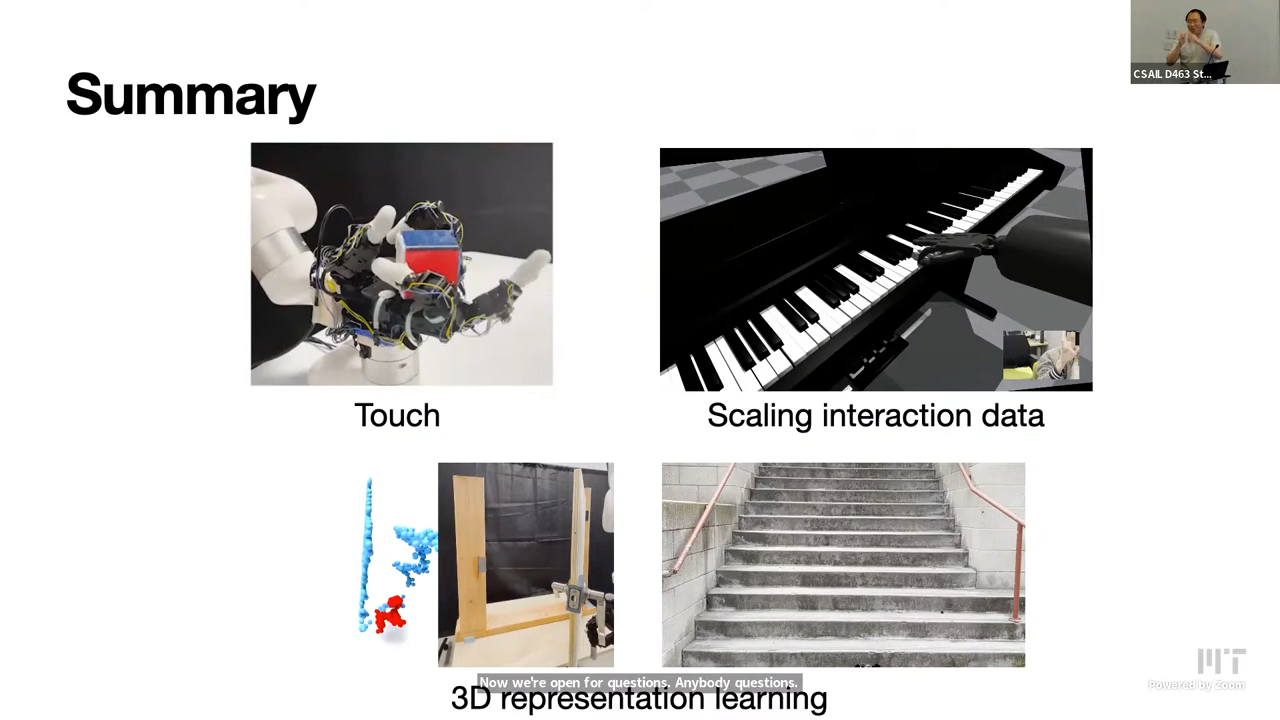 CSAIL D463 St...
Summary
Touch
Scaling interaction data
Now we're open for questions. Anybody questions.
3D representation learning
MIT
Powered by Zoom